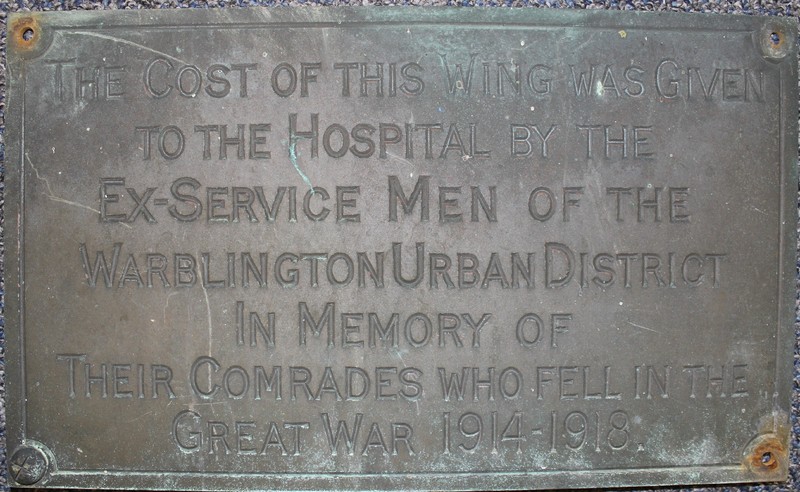 The Cost of this Wing was Given
to the Hospital by the
Ex-Service Men of the
Warblington Urban District
In Memory of
Their Comrades who fell in the
Great War 1914-1918.